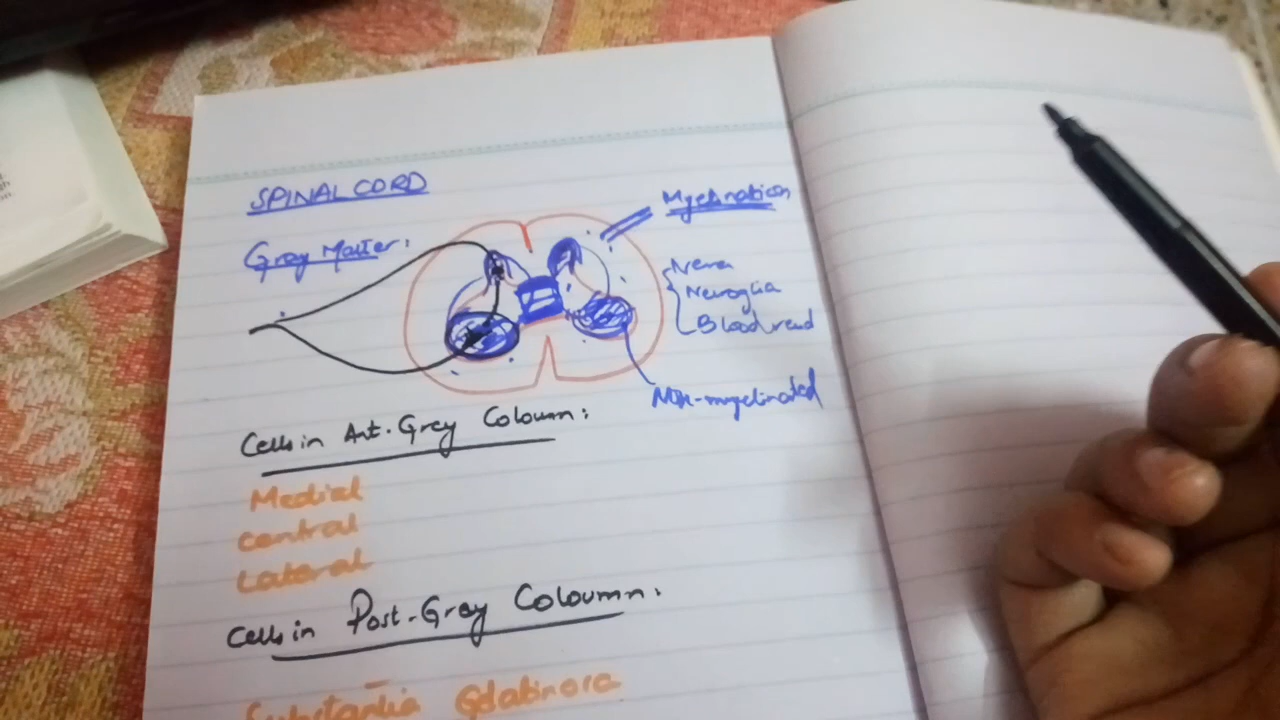 SPINAL CORD
Grey Matter:
Myelination
Nerve
Neuroglia
Blood vend
Non-myelinated
Cells in Ant. Grey Coloumn:
Medial
central
Lateral
Cells in Post-Grey Coloumn:
Substantia Gelatinosa